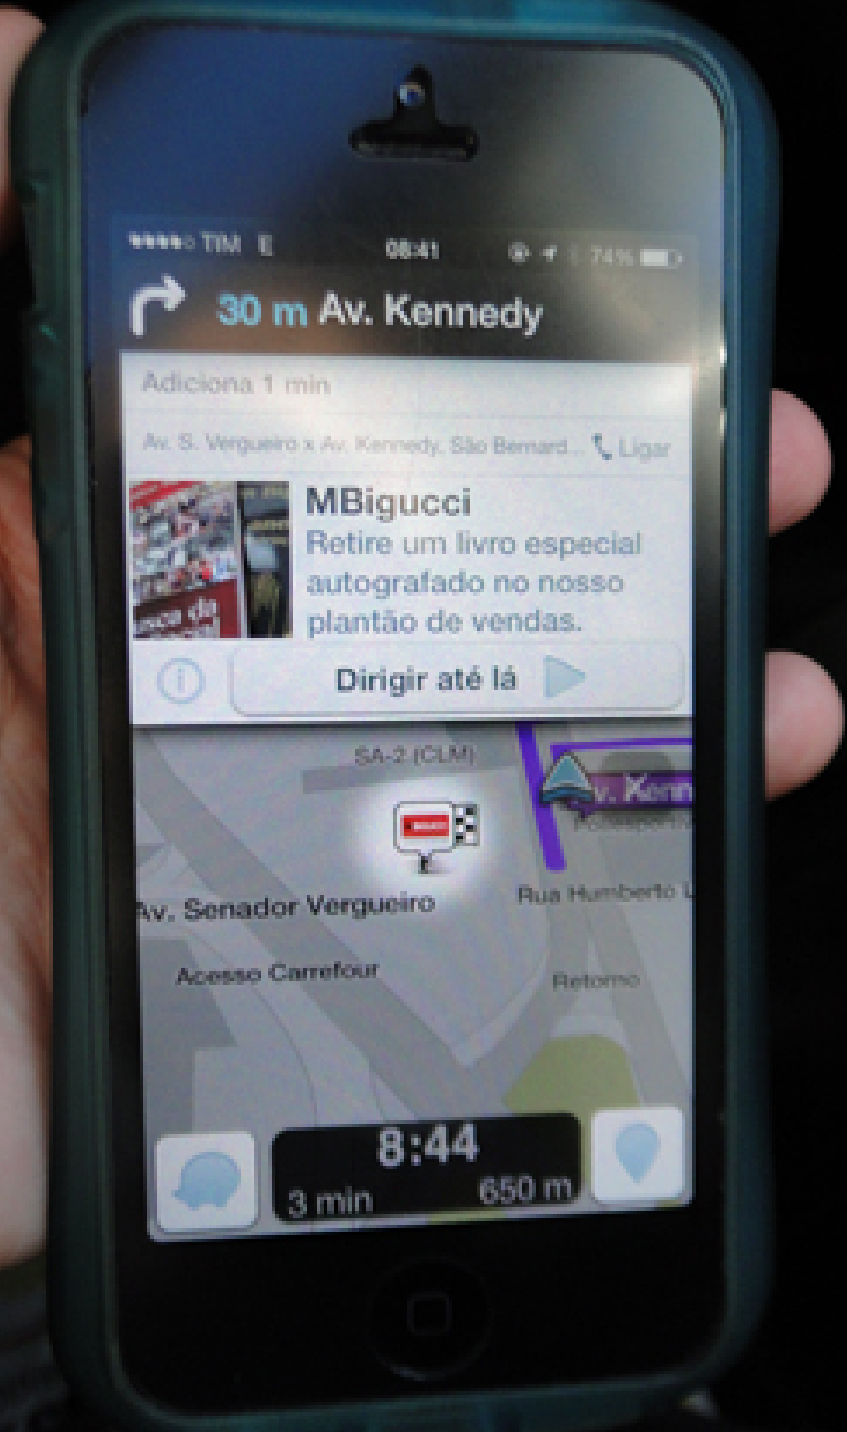 TIM E 08:41 74%
30 m Av. Kennedy
Adiciona 1 min
Av. S. Vergueiro x Av. Kennedy, São Bernard... Ligar
MBigucci
Retire um livro especial
autografado no nosso
plantão de vendas.
i
Dirigir até lá
SA-2 (CLM)
v. Kenn
Av. Senador Vergueiro
Rua Humberto L
Acesso Carrefour
Retorno
8:44
3 min 650 m